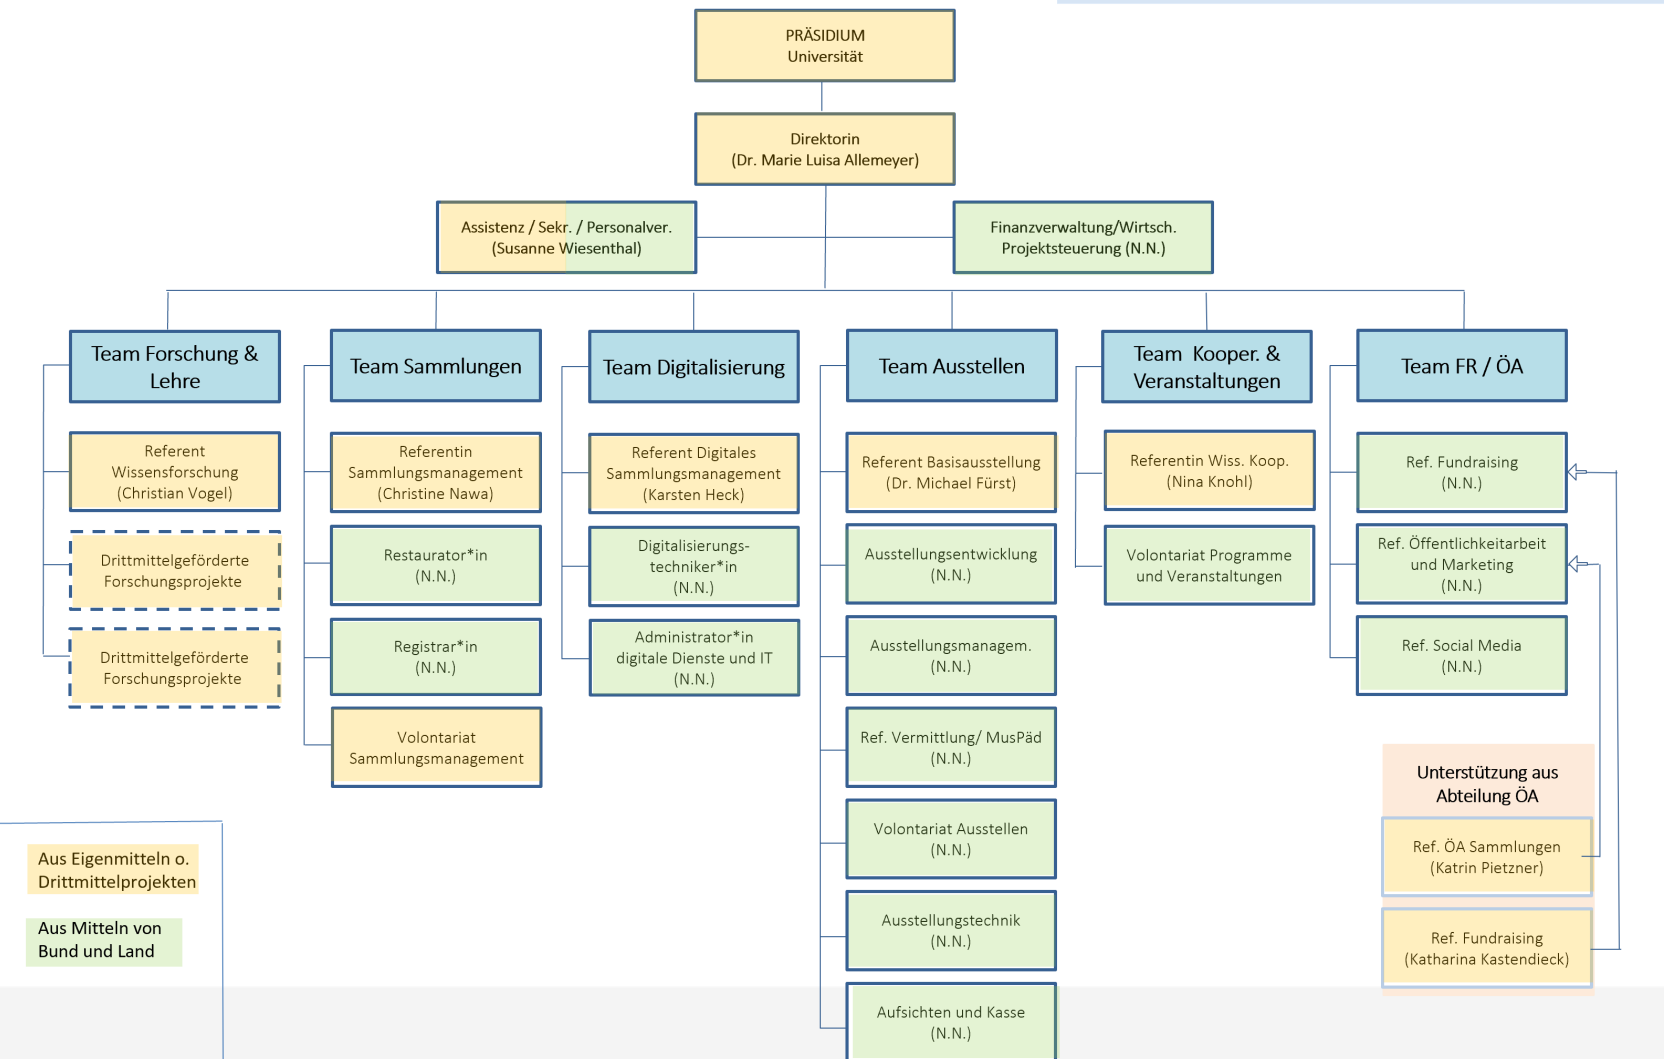 PRÄSIDIUM
Universität
Direktorin
(Dr. Marie Luisa Allemeyer)
Assistenz / Sekr. / Personalver.
(Susanne Wiesenthal)
Finanzverwaltung/Wirtsch.
Projektsteuerung (N.N.)
Team Forschung &
Lehre
Referent
Wissensforschung
(Christian Vogel)
Drittmittelgeförderte
Forschungsprojekte
Drittmittelgeförderte
Forschungsprojekte
Team Sammlungen
Referentin
Sammlungsmanagement
(Christine Nawa)
Restaurator*in
(N.N.)
Registrar*in
(N.N.)
Volontariat
Sammlungsmanagement
Team Digitalisierung
Referent Digitales
Sammlungsmanagement
(Karsten Heck)
Digitalisierungs-
techniker*in
(N.N.)
Administrator*in
digitale Dienste und IT
(N.N.)
Team Ausstellen
Referent Basisausstellung
(Dr. Michael Fürst)
Ausstellungsentwicklung
(N.N.)
Ausstellungsmanagem.
(N.N.)
Ref. Vermittlung/ MusPäd
(N.N.)
Volontariat Ausstellen
(N.N.)
Ausstellungstechnik
(N.N.)
Aufsichten und Kasse
(N.N.)
Team Kooper. &
Veranstaltungen
Referentin Wiss. Koop.
(Nina Knohl)
Volontariat Programme
und Veranstaltungen
Team FR / ÖA
Ref. Fundraising
(N.N.)
Ref. Öffentlichkeitarbeit
und Marketing
(N.N.)
Ref. Social Media
(N.N.)
Unterstützung aus
Abteilung ÖA
Ref. ÖA Sammlungen
(Katrin Pietzner)
Ref. Fundraising
(Katharina Kastendieck)
Aus Eigenmitteln o.
Drittmittelprojekten
Aus Mitteln von
Bund und Land